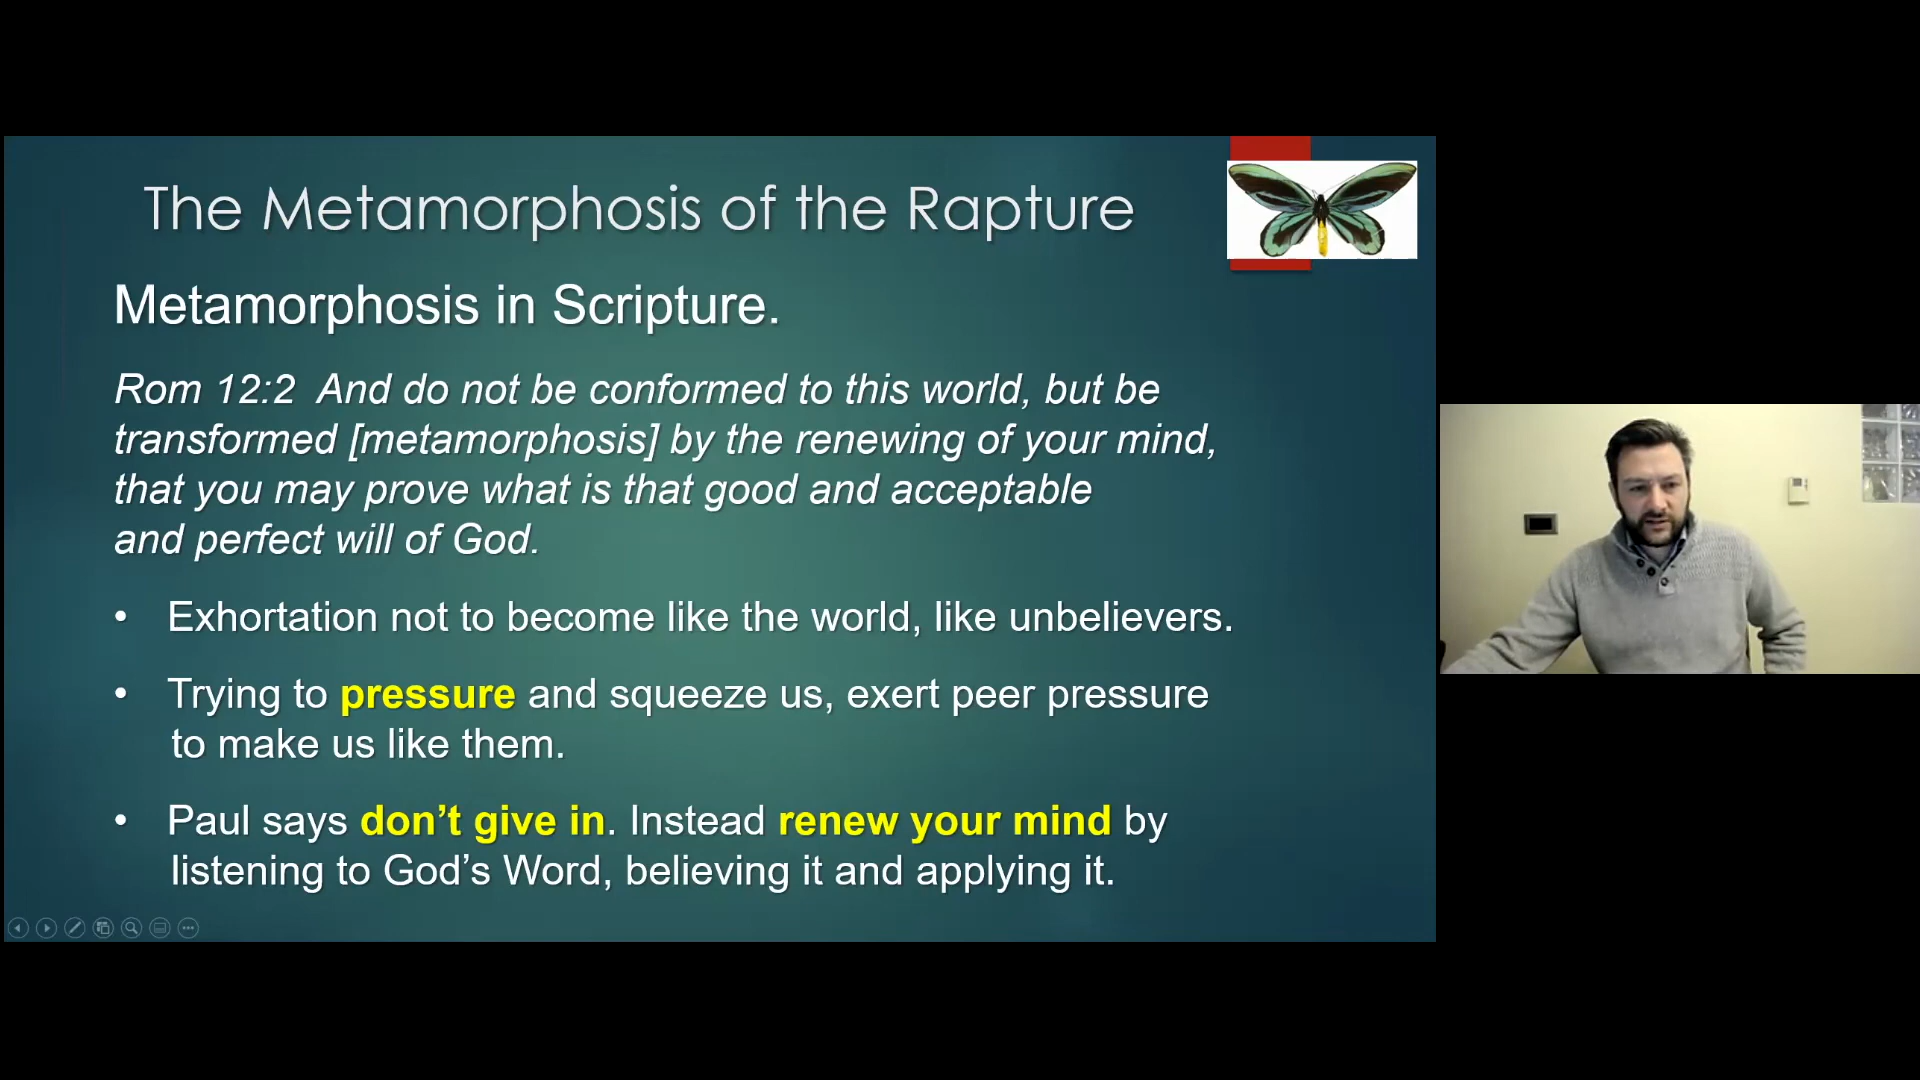 The Metamorphosis of the Rapture
Metamorphosis in Scripture.
Rom 12:2  And do not be conformed to this world, but be
transformed [metamorphosis] by the renewing of your mind,
that you may prove what is that good and acceptable
and perfect will of God.
• Exhortation not to become like the world, like unbelievers.
• Trying to pressure and squeeze us, exert peer pressure
to make us like them.
• Paul says don’t give in. Instead renew your mind by
listening to God’s Word, believing it and applying it.